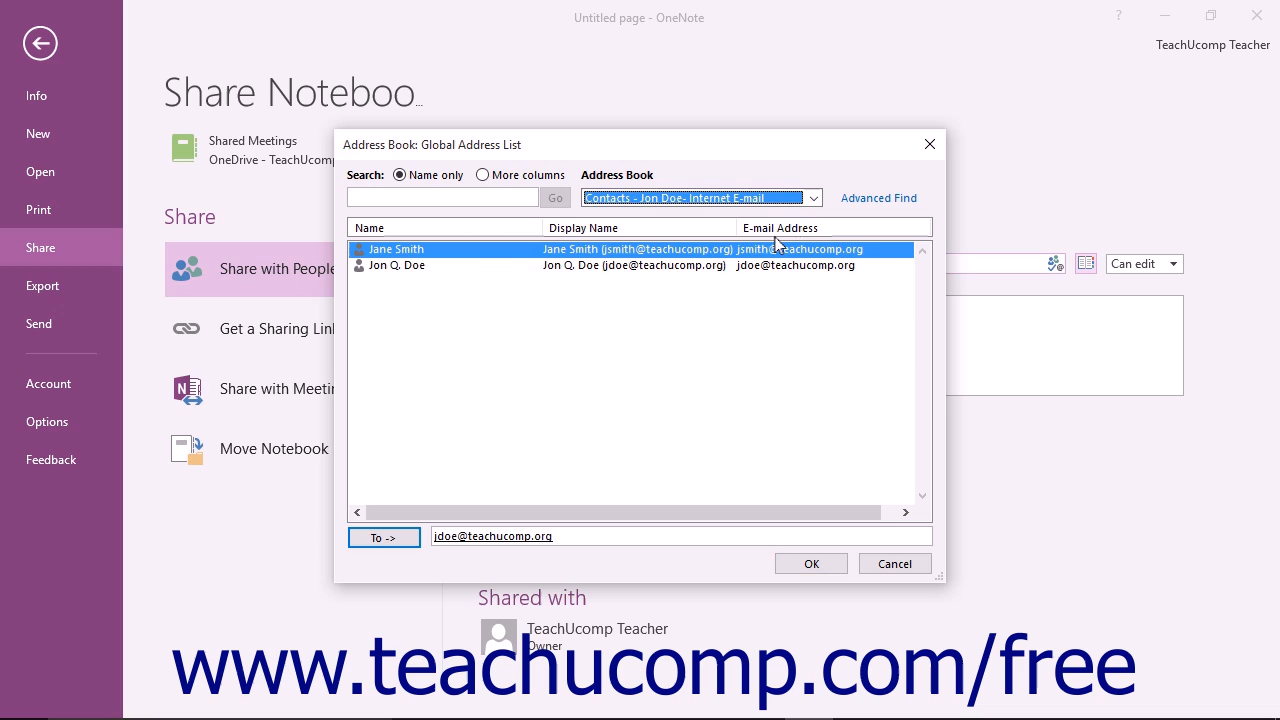 Untitled page - OneNote
?
TeachUcomp Teacher
Info
New
Open
Print
Share
Export
Send
Account
Options
Feedback
Share Noteboo...
Shared Meetings
OneDrive - TeachUcomp
Share
Share with People
Get a Sharing Lin
Share with Meetin
Move Notebook
Address Book: Global Address List
Search: Name only More columns Address Book
Go Contacts - Jon Doe- Internet E-mail Advanced Find
Name Display Name E-mail Address
Jane Smith Jane Smith (jsmith@teachucomp.org) jsmith@teachucomp.org
Jon Q. Doe Jon Q. Doe (jdoe@teachucomp.org) jdoe@teachucomp.org
To -> jdoe@teachucomp.org
OK Cancel
Can edit
Shared with
TeachUcomp Teacher
Owner
www.teachucomp.com/free